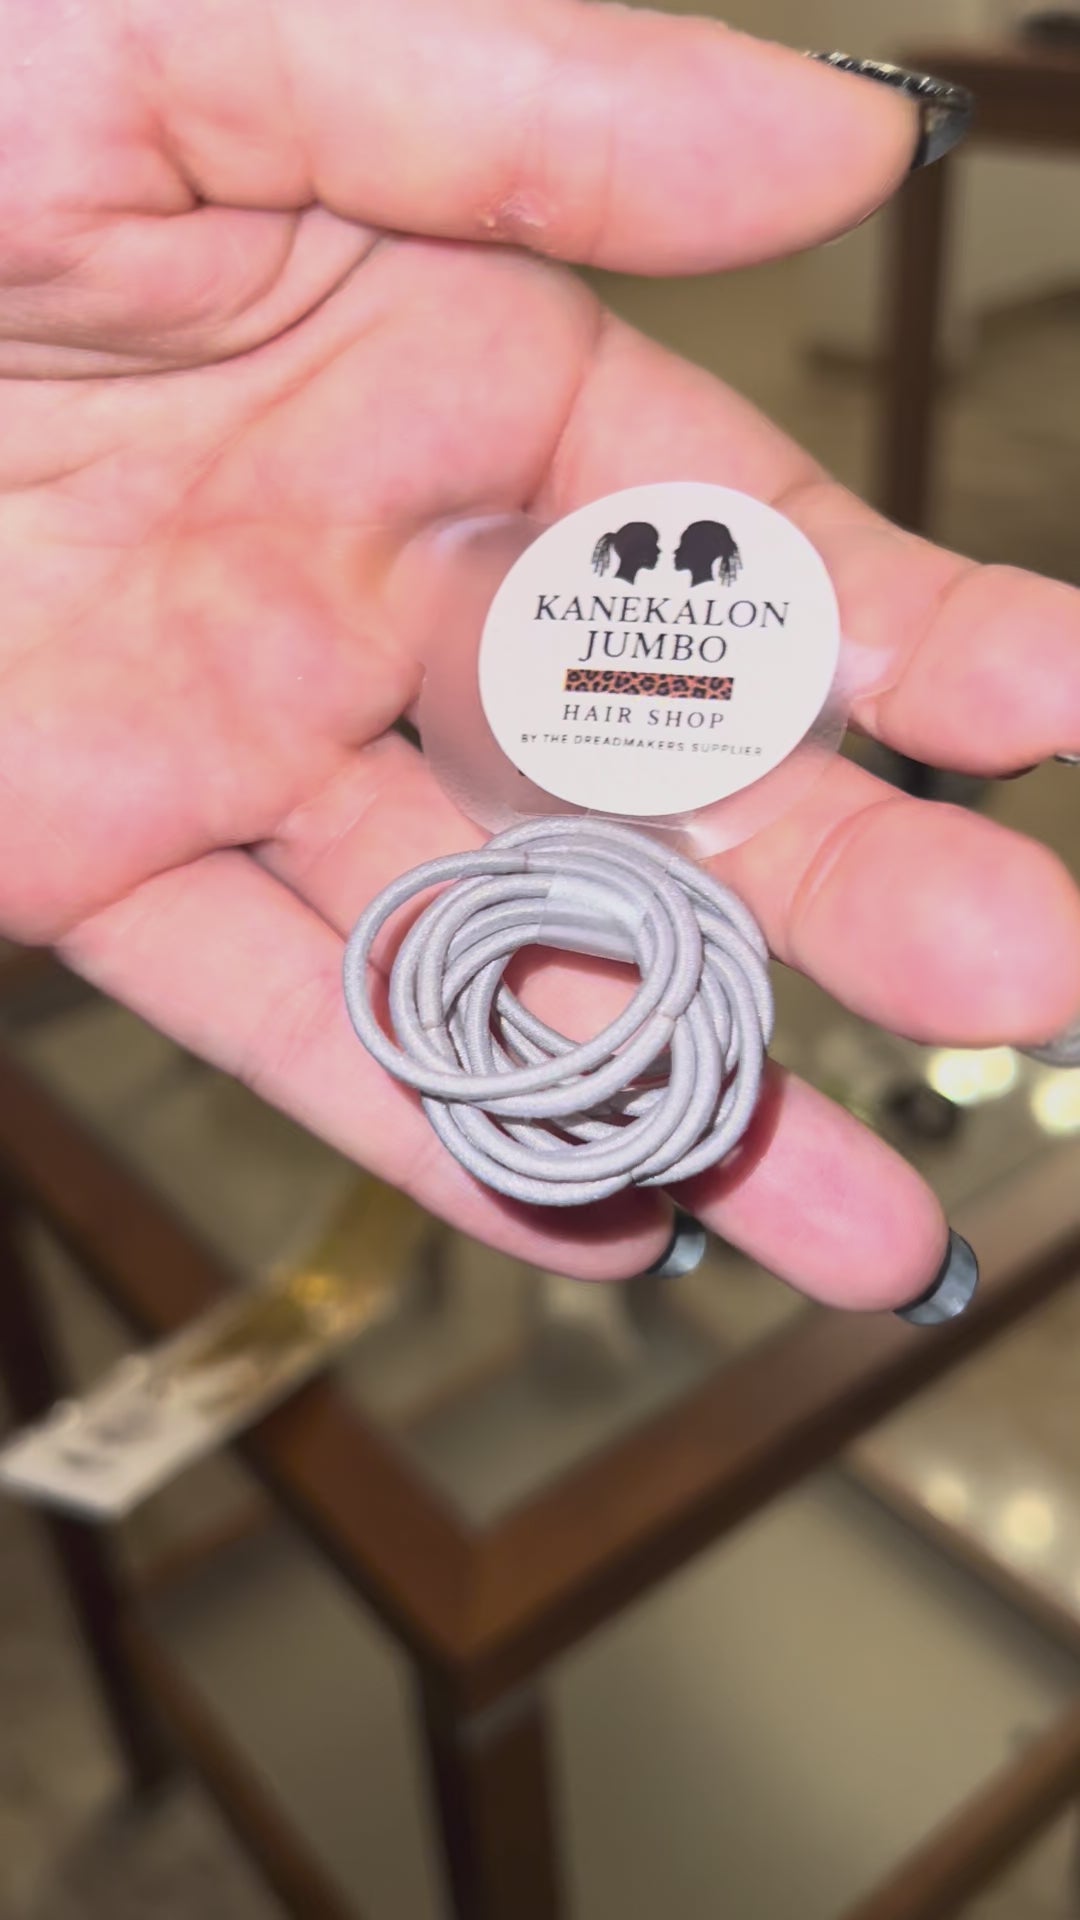 KANEKALON
JUMBO
HAIR SHOP
BY THE DREADMAKERS SUPPLIER